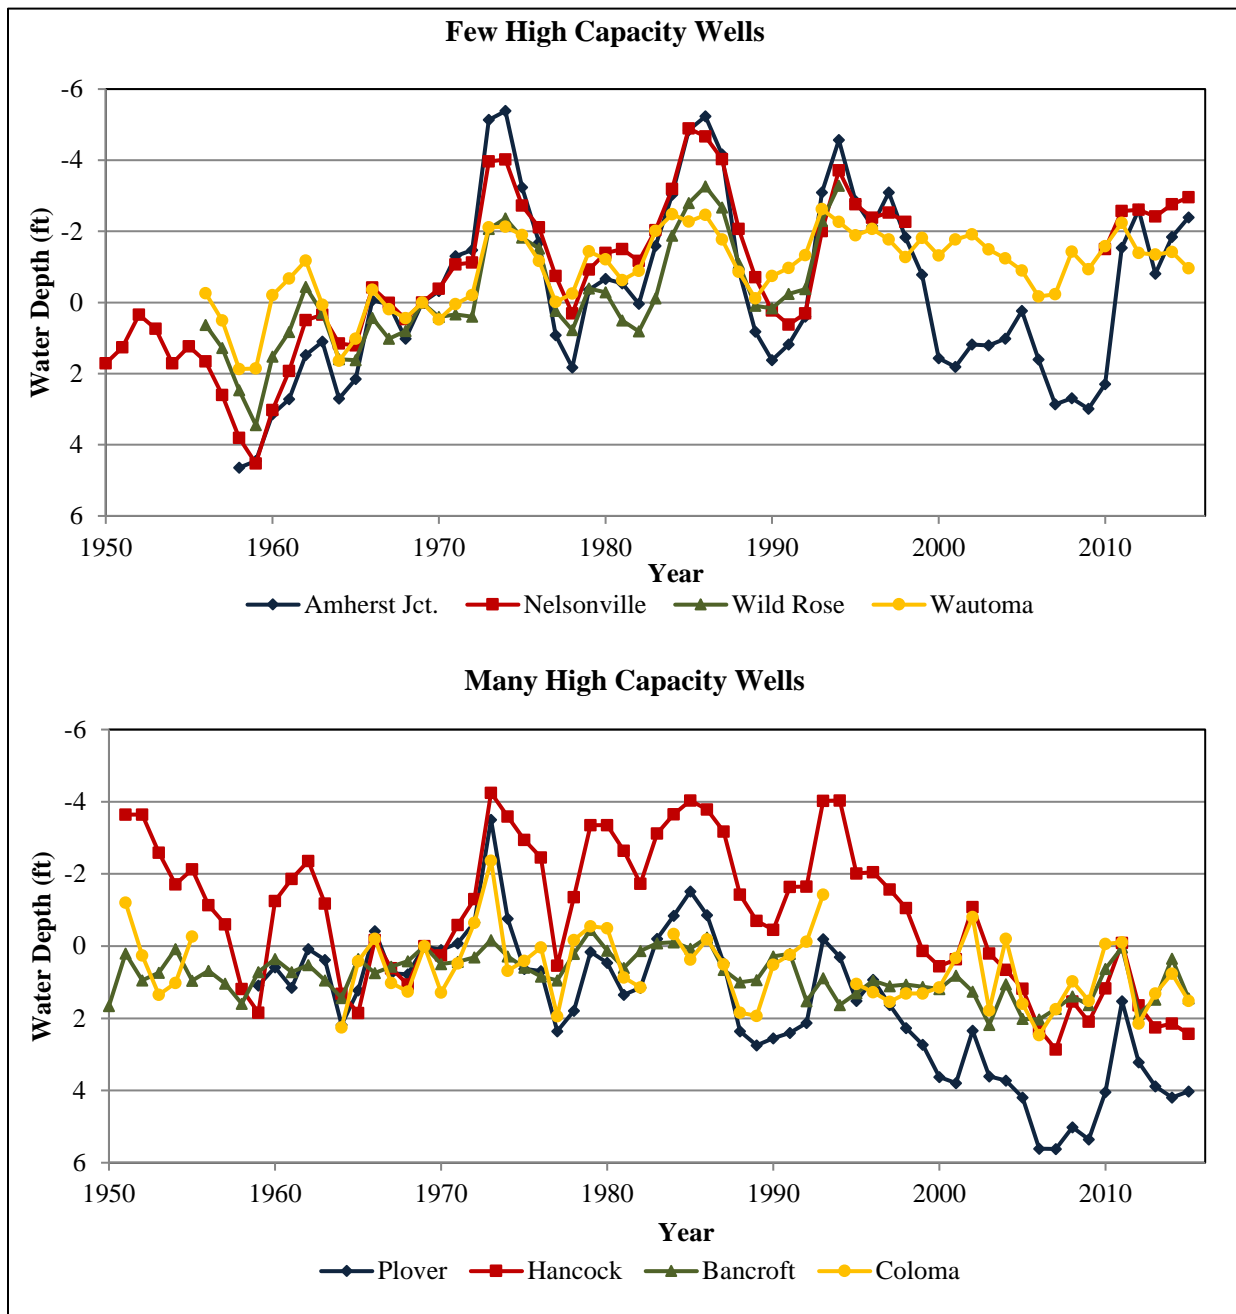 Few High Capacity Wells
-6
-4
-2
0
2
4
6
Water Depth (ft)
1950 1960 1970 1980 1990 2000 2010
Year
Amherst Jct. Nelsonville Wild Rose Wautoma
Many High Capacity Wells
-6
-4
-2
0
2
4
6
Water Depth (ft)
1950 1960 1970 1980 1990 2000 2010
Year
Plover Hancock Bancroft Coloma